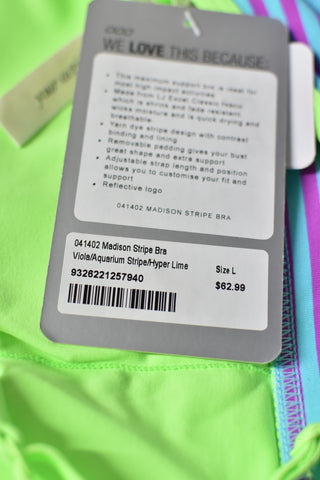 WE LOVE THIS BECAUSE:
• This maximum support bra is ideal for
most high impact activities
• Made from L/ Excel Classic Nano
which is shrink and fade resistant,
wicks moisture and is quick drying and
breathable
• Yarn dye stripe design with contrast
binding and lining
• Removable padding gives your bust
great shape and extra support
• Adjustable strap length and position
allows you to customise your fit and
support
• Reflective logo
041402 MADISON STRIPE BRA
041402 Madison Stripe Bra
Viola/Aquarium Stripe/Hyper Lime
9326221257940
Size L
$62.99